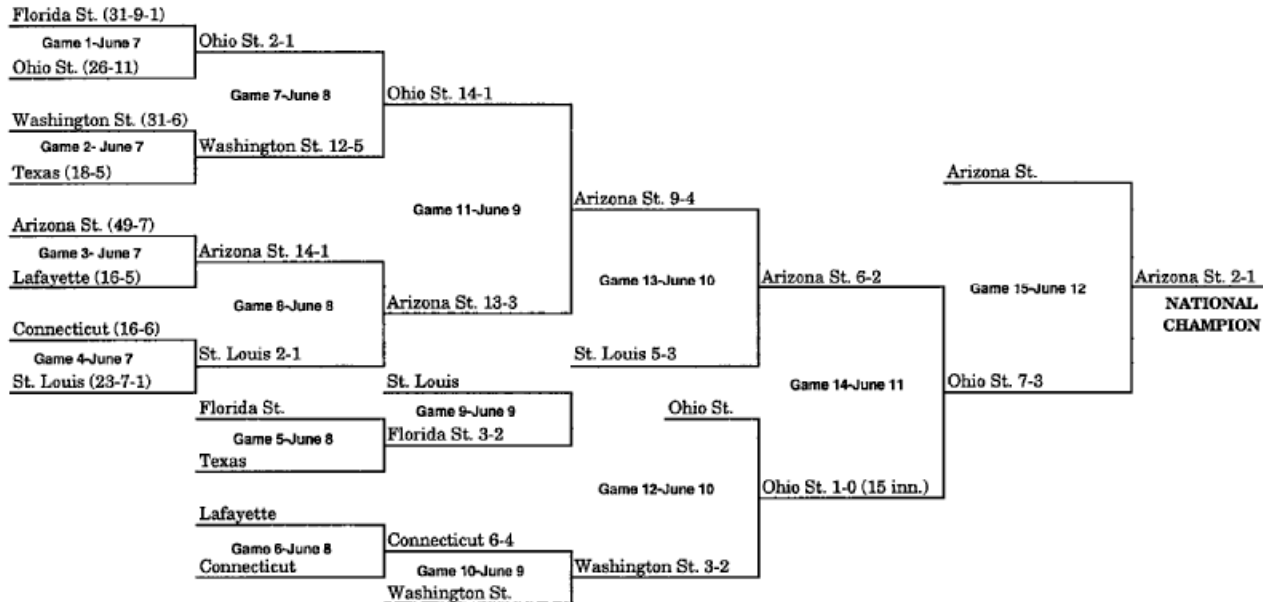 Florida St. (31-9-1)
Game 1-June 7
Ohio St. 2-1
Ohio St. (26-11)
Game 7-June 8
Ohio St. 14-1
Washington St. (31-6)
Game 2- June 7
Washington St. 12-5
Texas (18-5)
Game 11-June 9
Arizona St. 9-4
Arizona St.
Arizona St. (49-7)
Game 3- June 7
Arizona St. 14-1
Lafayette (16-5)
Game 8-June 8
Arizona St. 13-3
Game 13-June 10
Arizona St. 6-2
Game 15-June 12
Arizona St. 2-1
NATIONAL
CHAMPION
Connecticut (16-6)
Game 4-June 7
St. Louis 2-1
St. Louis 5-3
St. Louis (23-7-1)
St. Louis
Game 14-June 11
Ohio St. 7-3
Florida St.
Game 9-June 9
Ohio St.
Game 5-June 8
Florida St. 3-2
Texas
Game 12-June 10
Ohio St. 1-0 (15 inn.)
Lafayette
Game 6-June 8
Connecticut 6-4
Connecticut
Game 10-June 9
Washington St. 3-2
Washington St.